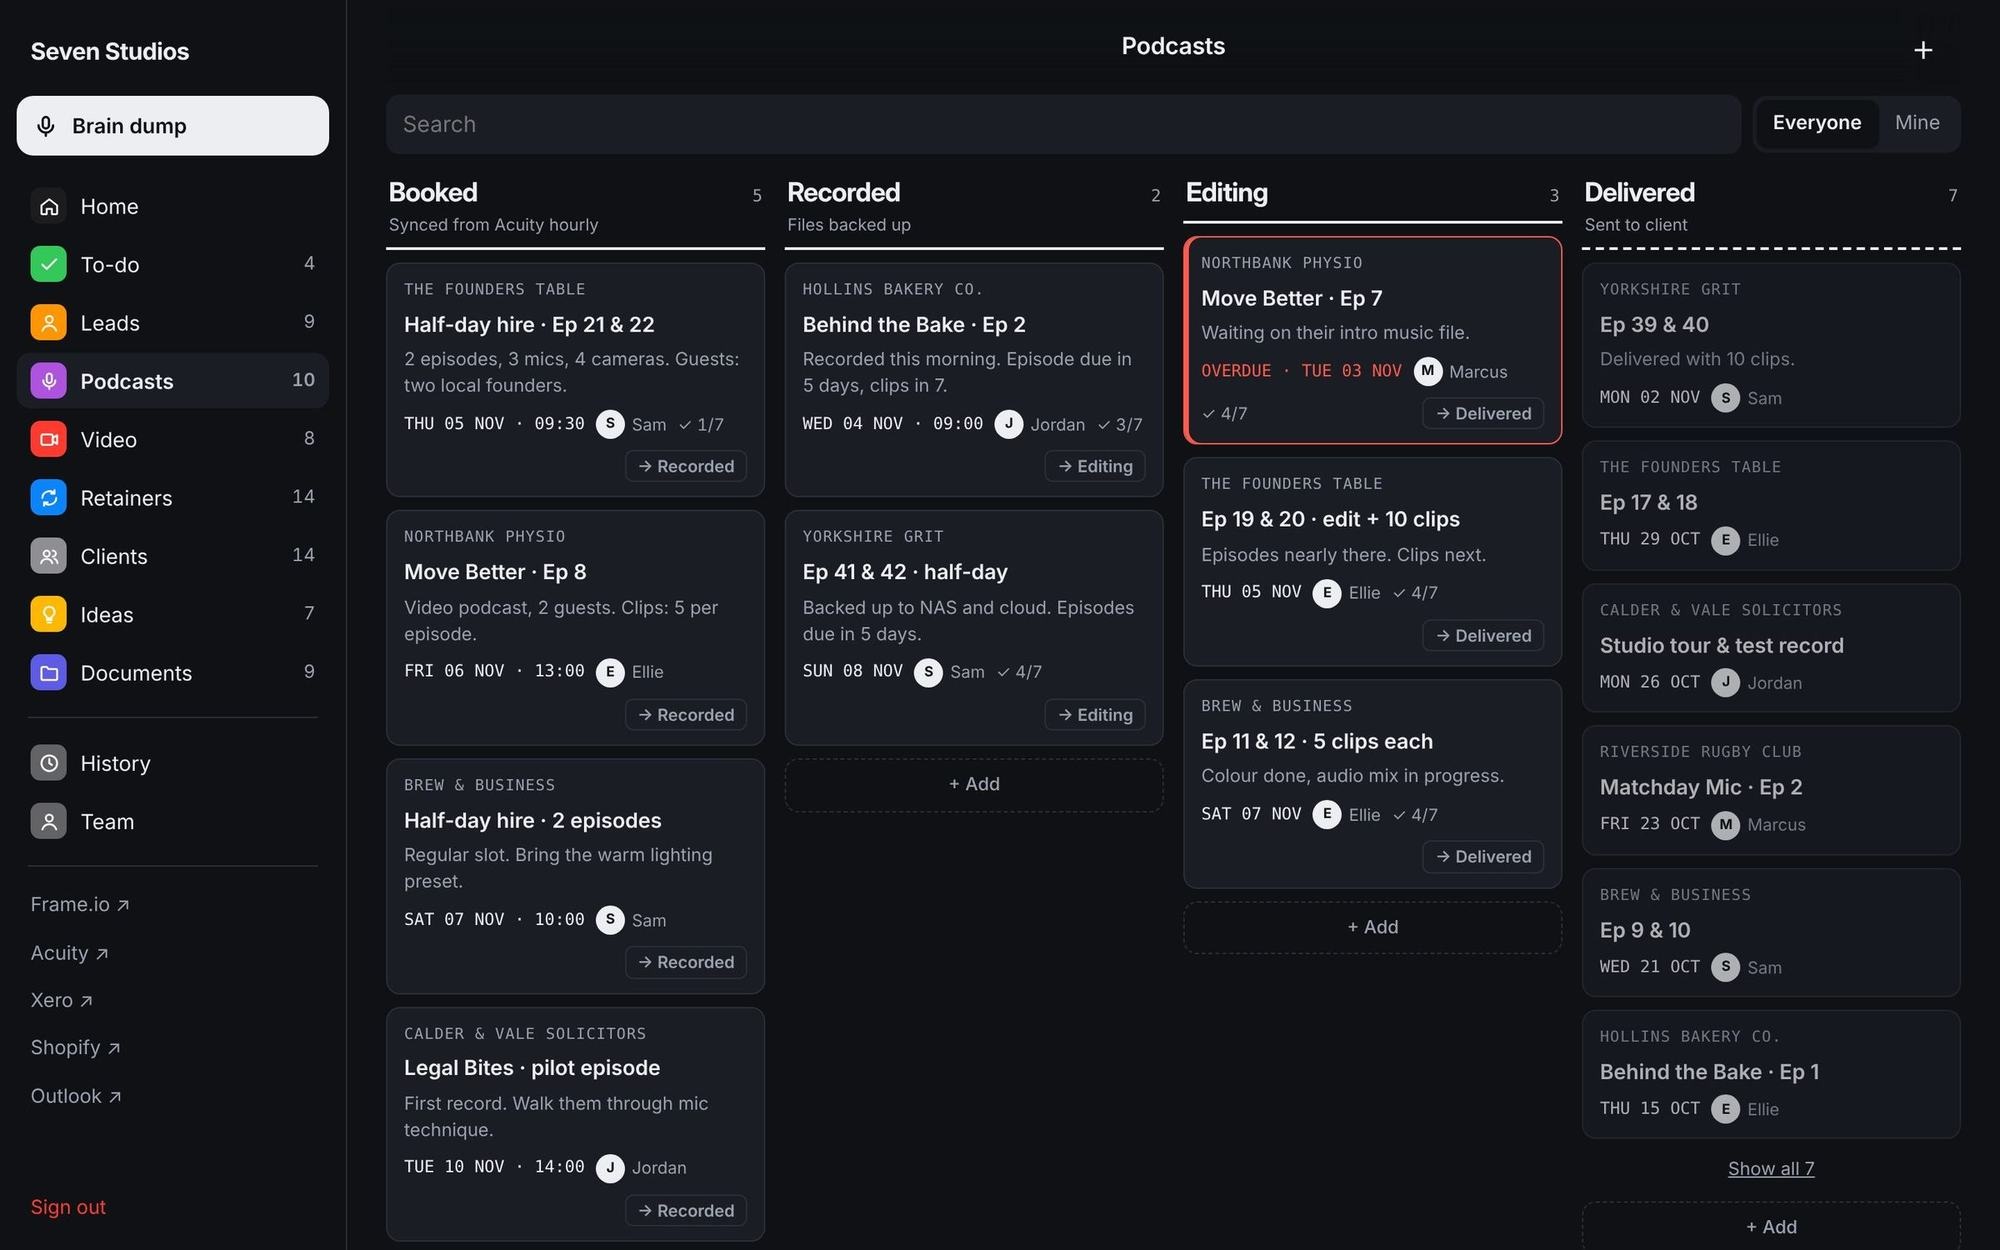 Seven Studios
Brain dump
Home
To-do 4
Leads 9
Podcasts 10
Video 8
Retainers 14
Clients 14
Ideas 7
Documents 9
History
Team
Frame.io ↗
Acuity ↗
Xero ↗
Shopify ↗
Outlook ↗
Sign out
Podcasts
+
Search
Everyone Mine
Booked 5
Synced from Acuity hourly
THE FOUNDERS TABLE
Half-day hire · Ep 21 & 22
2 episodes, 3 mics, 4 cameras. Guests:
two local founders.
THU 05 NOV · 09:30 S Sam ✓ 1/7
→ Recorded
NORTHBANK PHYSIO
Move Better · Ep 8
Video podcast, 2 guests. Clips: 5 per
episode.
FRI 06 NOV · 13:00 E Ellie
→ Recorded
BREW & BUSINESS
Half-day hire · 2 episodes
Regular slot. Bring the warm lighting
preset.
SAT 07 NOV · 10:00 S Sam
→ Recorded
CALDER & VALE SOLICITORS
Legal Bites · pilot episode
First record. Walk them through mic
technique.
TUE 10 NOV · 14:00 J Jordan
→ Recorded
Recorded 2
Files backed up
HOLLINS BAKERY CO.
Behind the Bake · Ep 2
Recorded this morning. Episode due in
5 days, clips in 7.
WED 04 NOV · 09:00 J Jordan ✓ 3/7
→ Editing
YORKSHIRE GRIT
Ep 41 & 42 · half-day
Backed up to NAS and cloud. Episodes
due in 5 days.
SUN 08 NOV S Sam ✓ 4/7
→ Editing
+ Add
Editing 3
NORTHBANK PHYSIO
Move Better · Ep 7
Waiting on their intro music file.
OVERDUE · TUE 03 NOV M Marcus
✓ 4/7 → Delivered
THE FOUNDERS TABLE
Ep 19 & 20 · edit + 10 clips
Episodes nearly there. Clips next.
THU 05 NOV E Ellie ✓ 4/7
→ Delivered
BREW & BUSINESS
Ep 11 & 12 · 5 clips each
Colour done, audio mix in progress.
SAT 07 NOV E Ellie ✓ 4/7
→ Delivered
+ Add
Delivered 7
Sent to client
YORKSHIRE GRIT
Ep 39 & 40
Delivered with 10 clips.
MON 02 NOV S Sam
THE FOUNDERS TABLE
Ep 17 & 18
THU 29 OCT E Ellie
CALDER & VALE SOLICITORS
Studio tour & test record
MON 26 OCT J Jordan
RIVERSIDE RUGBY CLUB
Matchday Mic · Ep 2
FRI 23 OCT M Marcus
BREW & BUSINESS
Ep 9 & 10
WED 21 OCT S Sam
HOLLINS BAKERY CO.
Behind the Bake · Ep 1
THU 15 OCT E Ellie
Show all 7
+ Add